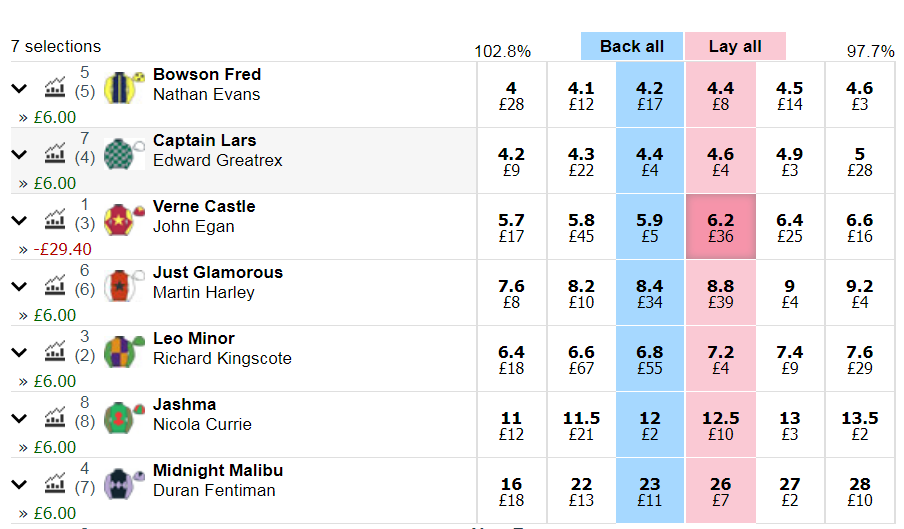 7 selections 102.8% Back all Lay all 97.7%
5 Bowson Fred 4 4.1 4.2 4.4 4.5 4.6
(5) Nathan Evans £28 £12 £17 £8 £14 £3
» £6.00
7 Captain Lars 4.2 4.3 4.4 4.6 4.9 5
(4) Edward Greatrex £9 £22 £4 £4 £3 £28
» £6.00
1 Verne Castle 5.7 5.8 5.9 6.2 6.4 6.6
(3) John Egan £17 £45 £5 £36 £25 £16
» -£29.40
6 Just Glamorous 7.6 8.2 8.4 8.8 9 9.2
(6) Martin Harley £8 £10 £34 £39 £4 £4
» £6.00
3 Leo Minor 6.4 6.6 6.8 7.2 7.4 7.6
(2) Richard Kingscote £18 £67 £55 £4 £9 £29
» £6.00
8 Jashma 11 11.5 12 12.5 13 13.5
(8) Nicola Currie £12 £21 £2 £10 £3 £2
» £6.00
4 Midnight Malibu 16 22 23 26 27 28
(7) Duran Fentiman £18 £13 £11 £7 £2 £10
» £6.00